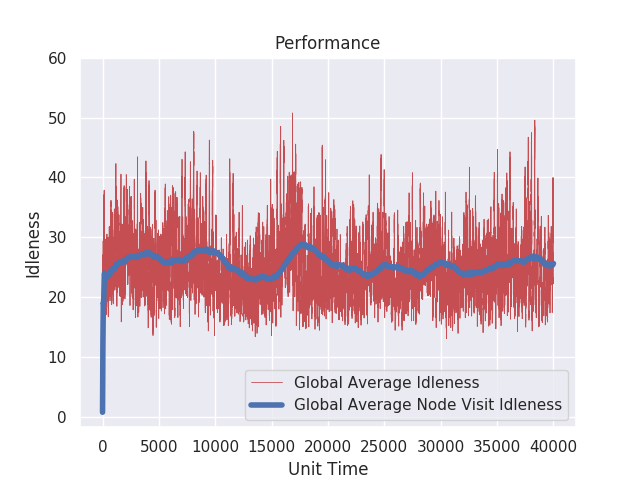 Performance
60
50
40
30
20
10
0
Idleness
Global Average Idleness
Global Average Node Visit Idleness
0 5000 10000 15000 20000 25000 30000 35000 40000
Unit Time